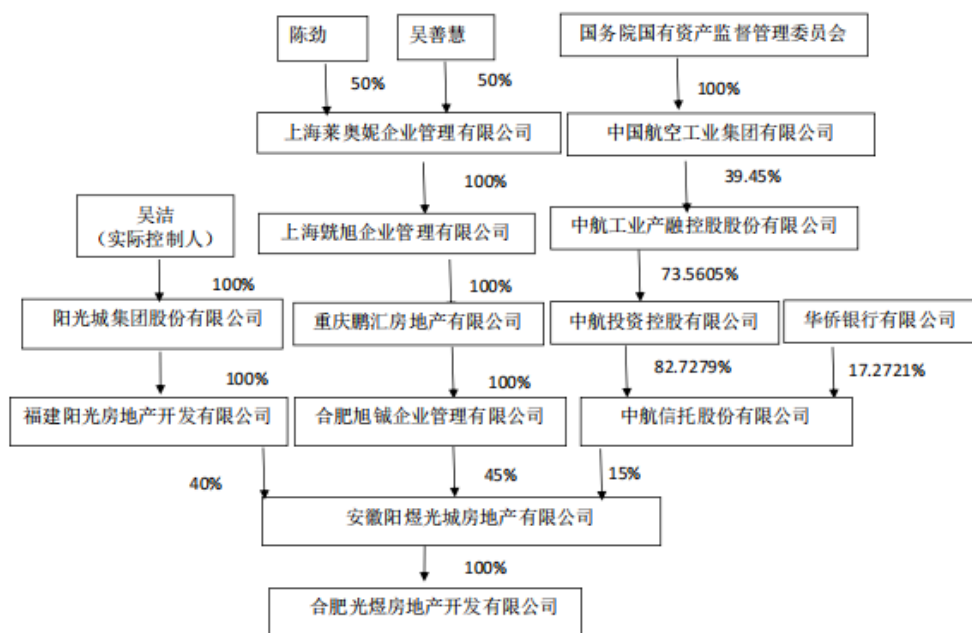 陈劲
吴善慧
国务院国有资产监督管理委员会
50%
50%
100%
上海莱奥妮企业管理有限公司
中国航空工业集团有限公司
100%
39.45%
吴洁
（实际控制人）
上海兟旭企业管理有限公司
中航工业产融控股股份有限公司
100%
100%
73.5605%
阳光城集团股份有限公司
重庆鹏汇房地产有限公司
中航投资控股有限公司
华侨银行有限公司
100%
100%
82.7279%
17.2721%
福建阳光房地产开发有限公司
合肥旭铖企业管理有限公司
中航信托股份有限公司
40%
45%
15%
安徽阳煜光城房地产有限公司
100%
合肥光煜房地产开发有限公司